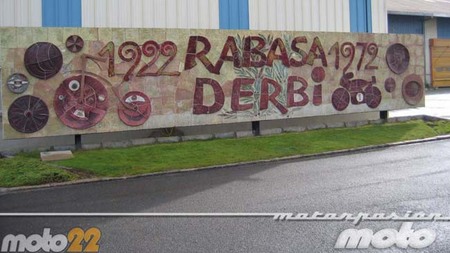 1922 RABASA 1972
DERBI
motorpasion
moto22
moto